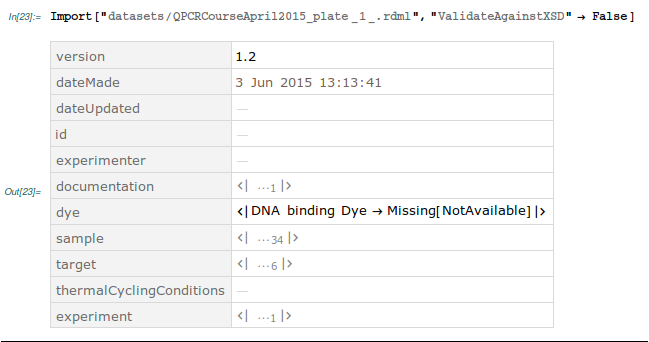 In[23]:= Import["datasets/QPCRCourseApril2015_plate_1_.rdml", "ValidateAgainstXSD" → False]
version 1.2
dateMade 3 Jun 2015 13:13:41
dateUpdated —
id —
experimenter —
documentation <| …1 |>
Out[23]= dye <| DNA binding Dye → Missing[NotAvailable] |>
sample <| …34 |>
target <| …6 |>
thermalCyclingConditions —
experiment <| …1 |>